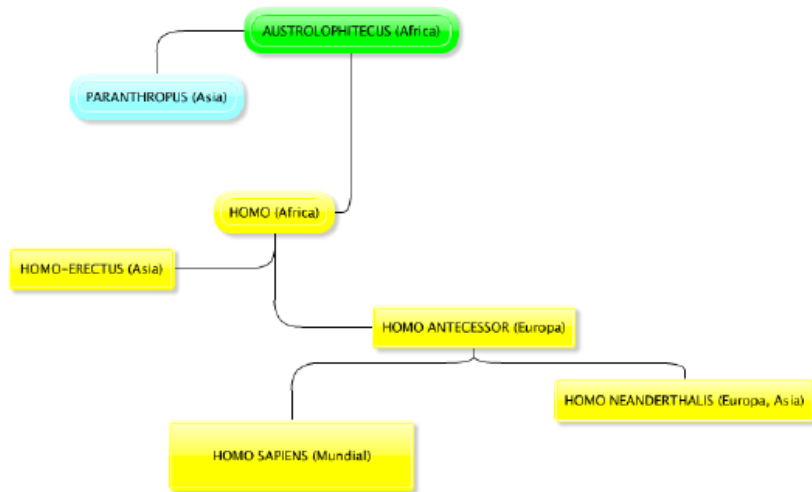 AUSTROLOPHITECUS (Africa)
PARANTHROPUS (Asia)
HOMO (Africa)
HOMO-ERECTUS (Asia)
HOMO ANTECESSOR (Europa)
HOMO NEANDERTHALIS (Europa, Asia)
HOMO SAPIENS (Mundial)